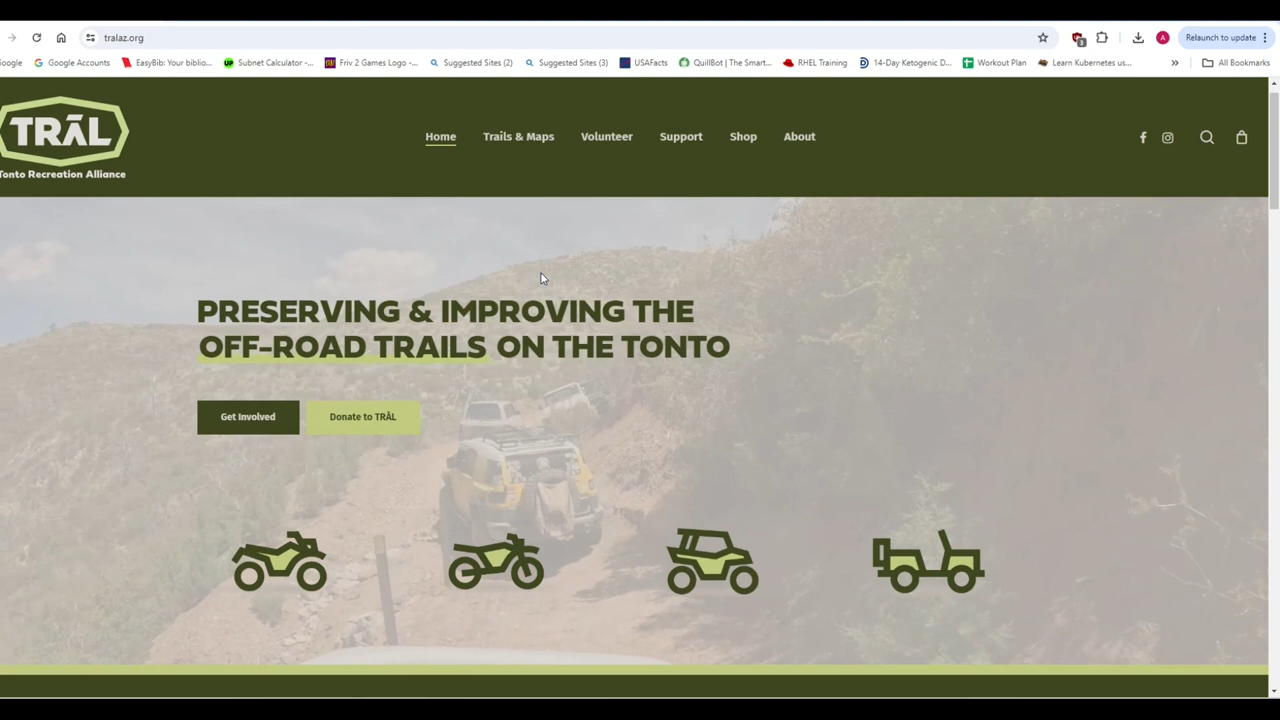 tralaz.org
Relaunch to update
3
A
Google
Google Accounts
EasyBib: Your biblio...
Subnet Calculator -...
Friv 2 Games Logo -...
Suggested Sites (2)
Suggested Sites (3)
USAFacts
QuillBot | The Smart...
RHEL Training
14-Day Ketogenic D...
Workout Plan
Learn Kubernetes us...
»
All Bookmarks
TRĀL
Tonto Recreation Alliance
Home
Trails & Maps
Volunteer
Support
Shop
About
PRESERVING & IMPROVING THE
OFF-ROAD TRAILS ON THE TONTO
Get Involved
Donate to TRĀL